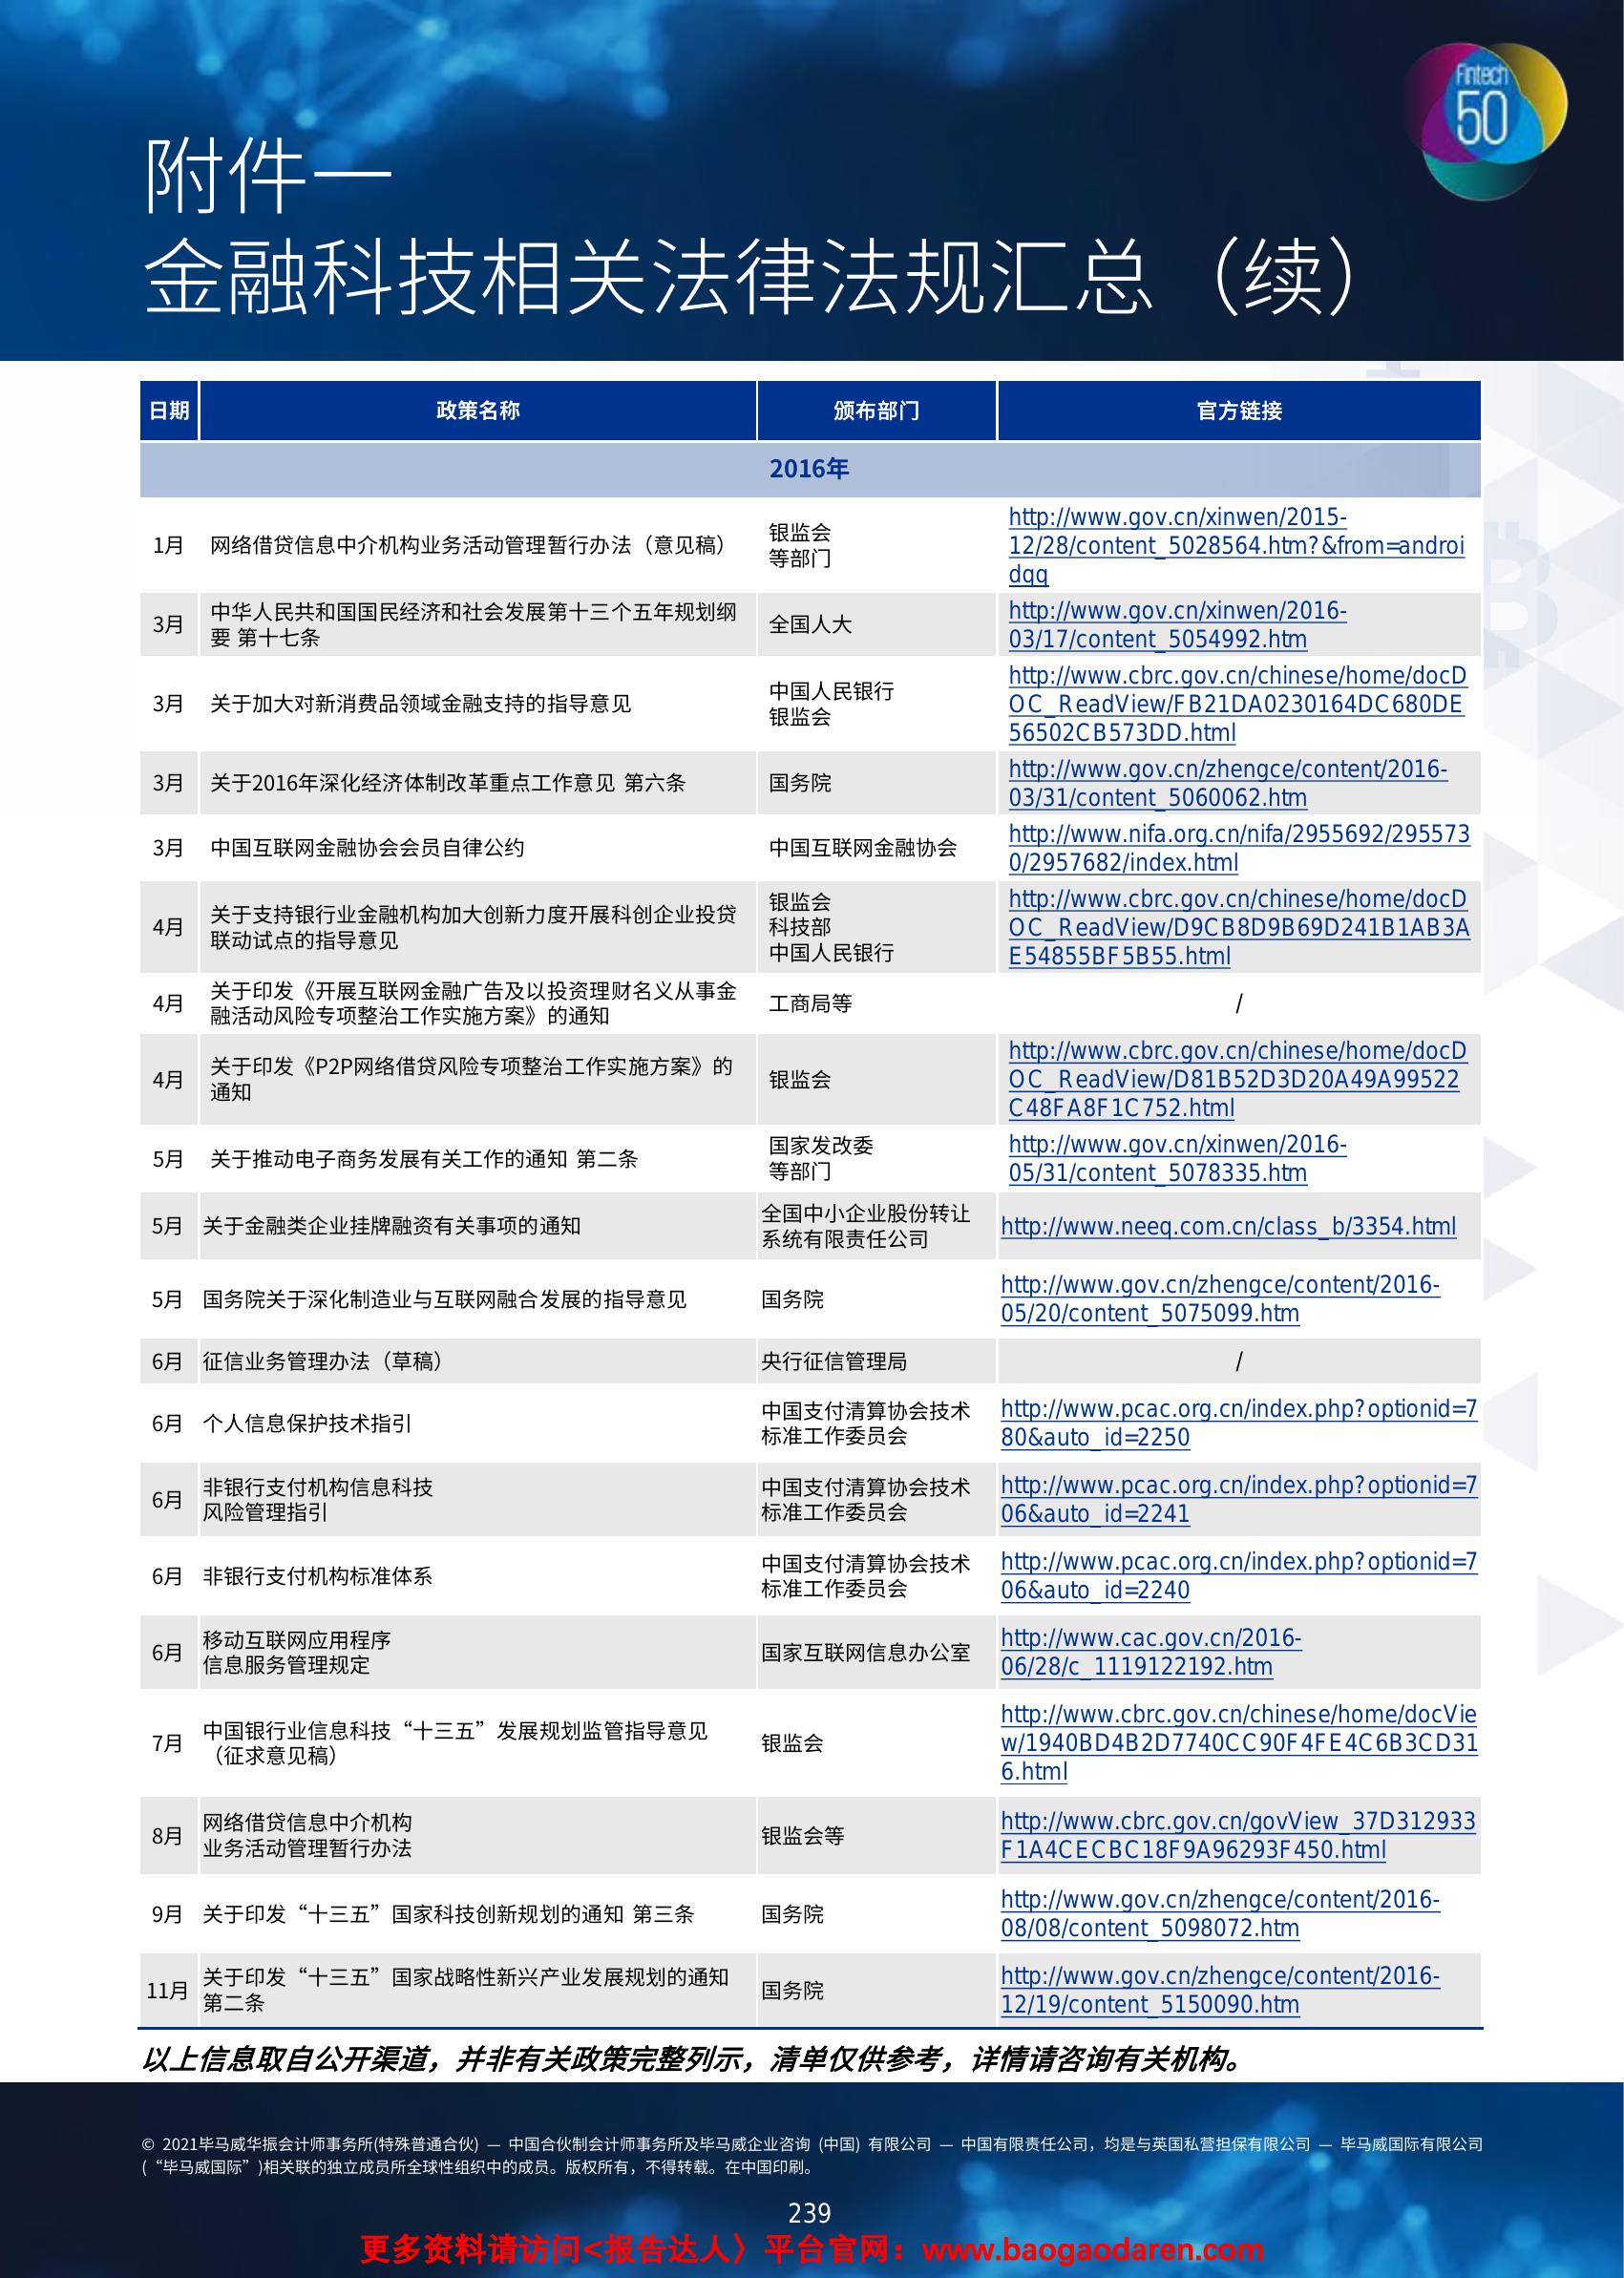 Fintech
50
附件一
金融科技相关法律法规汇总（续）
日期 政策名称 颁布部门 官方链接
2016年
1月 网络借贷信息中介机构业务活动管理暂行办法（意见稿）
银监会
等部门
http://www.gov.cn/xinwen/2015-
12/28/content_5028564.htm?&from=androi
dqq
3月
中华人民共和国国民经济和社会发展第十三个五年规划纲
要 第十七条
全国人大
http://www.gov.cn/xinwen/2016-
03/17/content_5054992.htm
3月 关于加大对新消费品领域金融支持的指导意见
中国人民银行
银监会
http://www.cbrc.gov.cn/chinese/home/docD
OC_ReadView/FB21DA0230164DC680DE
56502CB573DD.html
3月 关于2016年深化经济体制改革重点工作意见 第六条 国务院
http://www.gov.cn/zhengce/content/2016-
03/31/content_5060062.htm
3月 中国互联网金融协会会员自律公约 中国互联网金融协会
http://www.nifa.org.cn/nifa/2955692/295573
0/2957682/index.html
4月
关于支持银行业金融机构加大创新力度开展科创企业投贷
联动试点的指导意见
银监会
科技部
中国人民银行
http://www.cbrc.gov.cn/chinese/home/docD
OC_ReadView/D9CB8D9B69D241B1AB3A
E54855BF5B55.html
4月
关于印发《开展互联网金融广告及以投资理财名义从事金
融活动风险专项整治工作实施方案》的通知
工商局等 /
4月
关于印发《P2P网络借贷风险专项整治工作实施方案》的
通知
银监会
http://www.cbrc.gov.cn/chinese/home/docD
OC_ReadView/D81B52D3D20A49A99522
C48FA8F1C752.html
5月 关于推动电子商务发展有关工作的通知 第二条
国家发改委
等部门
http://www.gov.cn/xinwen/2016-
05/31/content_5078335.htm
5月 关于金融类企业挂牌融资有关事项的通知
全国中小企业股份转让
系统有限责任公司
http://www.neeq.com.cn/class_b/3354.html
5月 国务院关于深化制造业与互联网融合发展的指导意见 国务院
http://www.gov.cn/zhengce/content/2016-
05/20/content_5075099.htm
6月 征信业务管理办法（草稿） 央行征信管理局 /
6月 个人信息保护技术指引
中国支付清算协会技术
标准工作委员会
http://www.pcac.org.cn/index.php?optionid=7
80&auto_id=2250
6月
非银行支付机构信息科技
风险管理指引
中国支付清算协会技术
标准工作委员会
http://www.pcac.org.cn/index.php?optionid=7
06&auto_id=2241
6月 非银行支付机构标准体系
中国支付清算协会技术
标准工作委员会
http://www.pcac.org.cn/index.php?optionid=7
06&auto_id=2240
6月
移动互联网应用程序
信息服务管理规定
国家互联网信息办公室
http://www.cac.gov.cn/2016-
06/28/c_1119122192.htm
7月
中国银行业信息科技“十三五”发展规划监管指导意见
（征求意见稿）
银监会
http://www.cbrc.gov.cn/chinese/home/docVie
w/1940BD4B2D7740CC90F4FE4C6B3CD31
6.html
8月
网络借贷信息中介机构
业务活动管理暂行办法
银监会等
http://www.cbrc.gov.cn/govView_37D312933
F1A4CECBC18F9A96293F450.html
9月 关于印发“十三五”国家科技创新规划的通知 第三条 国务院
http://www.gov.cn/zhengce/content/2016-
08/08/content_5098072.htm
11月
关于印发“十三五”国家战略性新兴产业发展规划的通知
第二条
国务院
http://www.gov.cn/zhengce/content/2016-
12/19/content_5150090.htm
以上信息取自公开渠道，并非有关政策完整列示，清单仅供参考，详情请咨询有关机构。
© 2021毕马威华振会计师事务所(特殊普通合伙) — 中国合伙制会计师事务所及毕马威企业咨询 (中国) 有限公司 — 中国有限责任公司，均是与英国私营担保有限公司 — 毕马威国际有限公司
(“毕马威国际”)相关联的独立成员所全球性组织中的成员。版权所有，不得转载。在中国印刷。
239
更多资料请访问<报告达人〉平台官网：www.baogaodaren.com